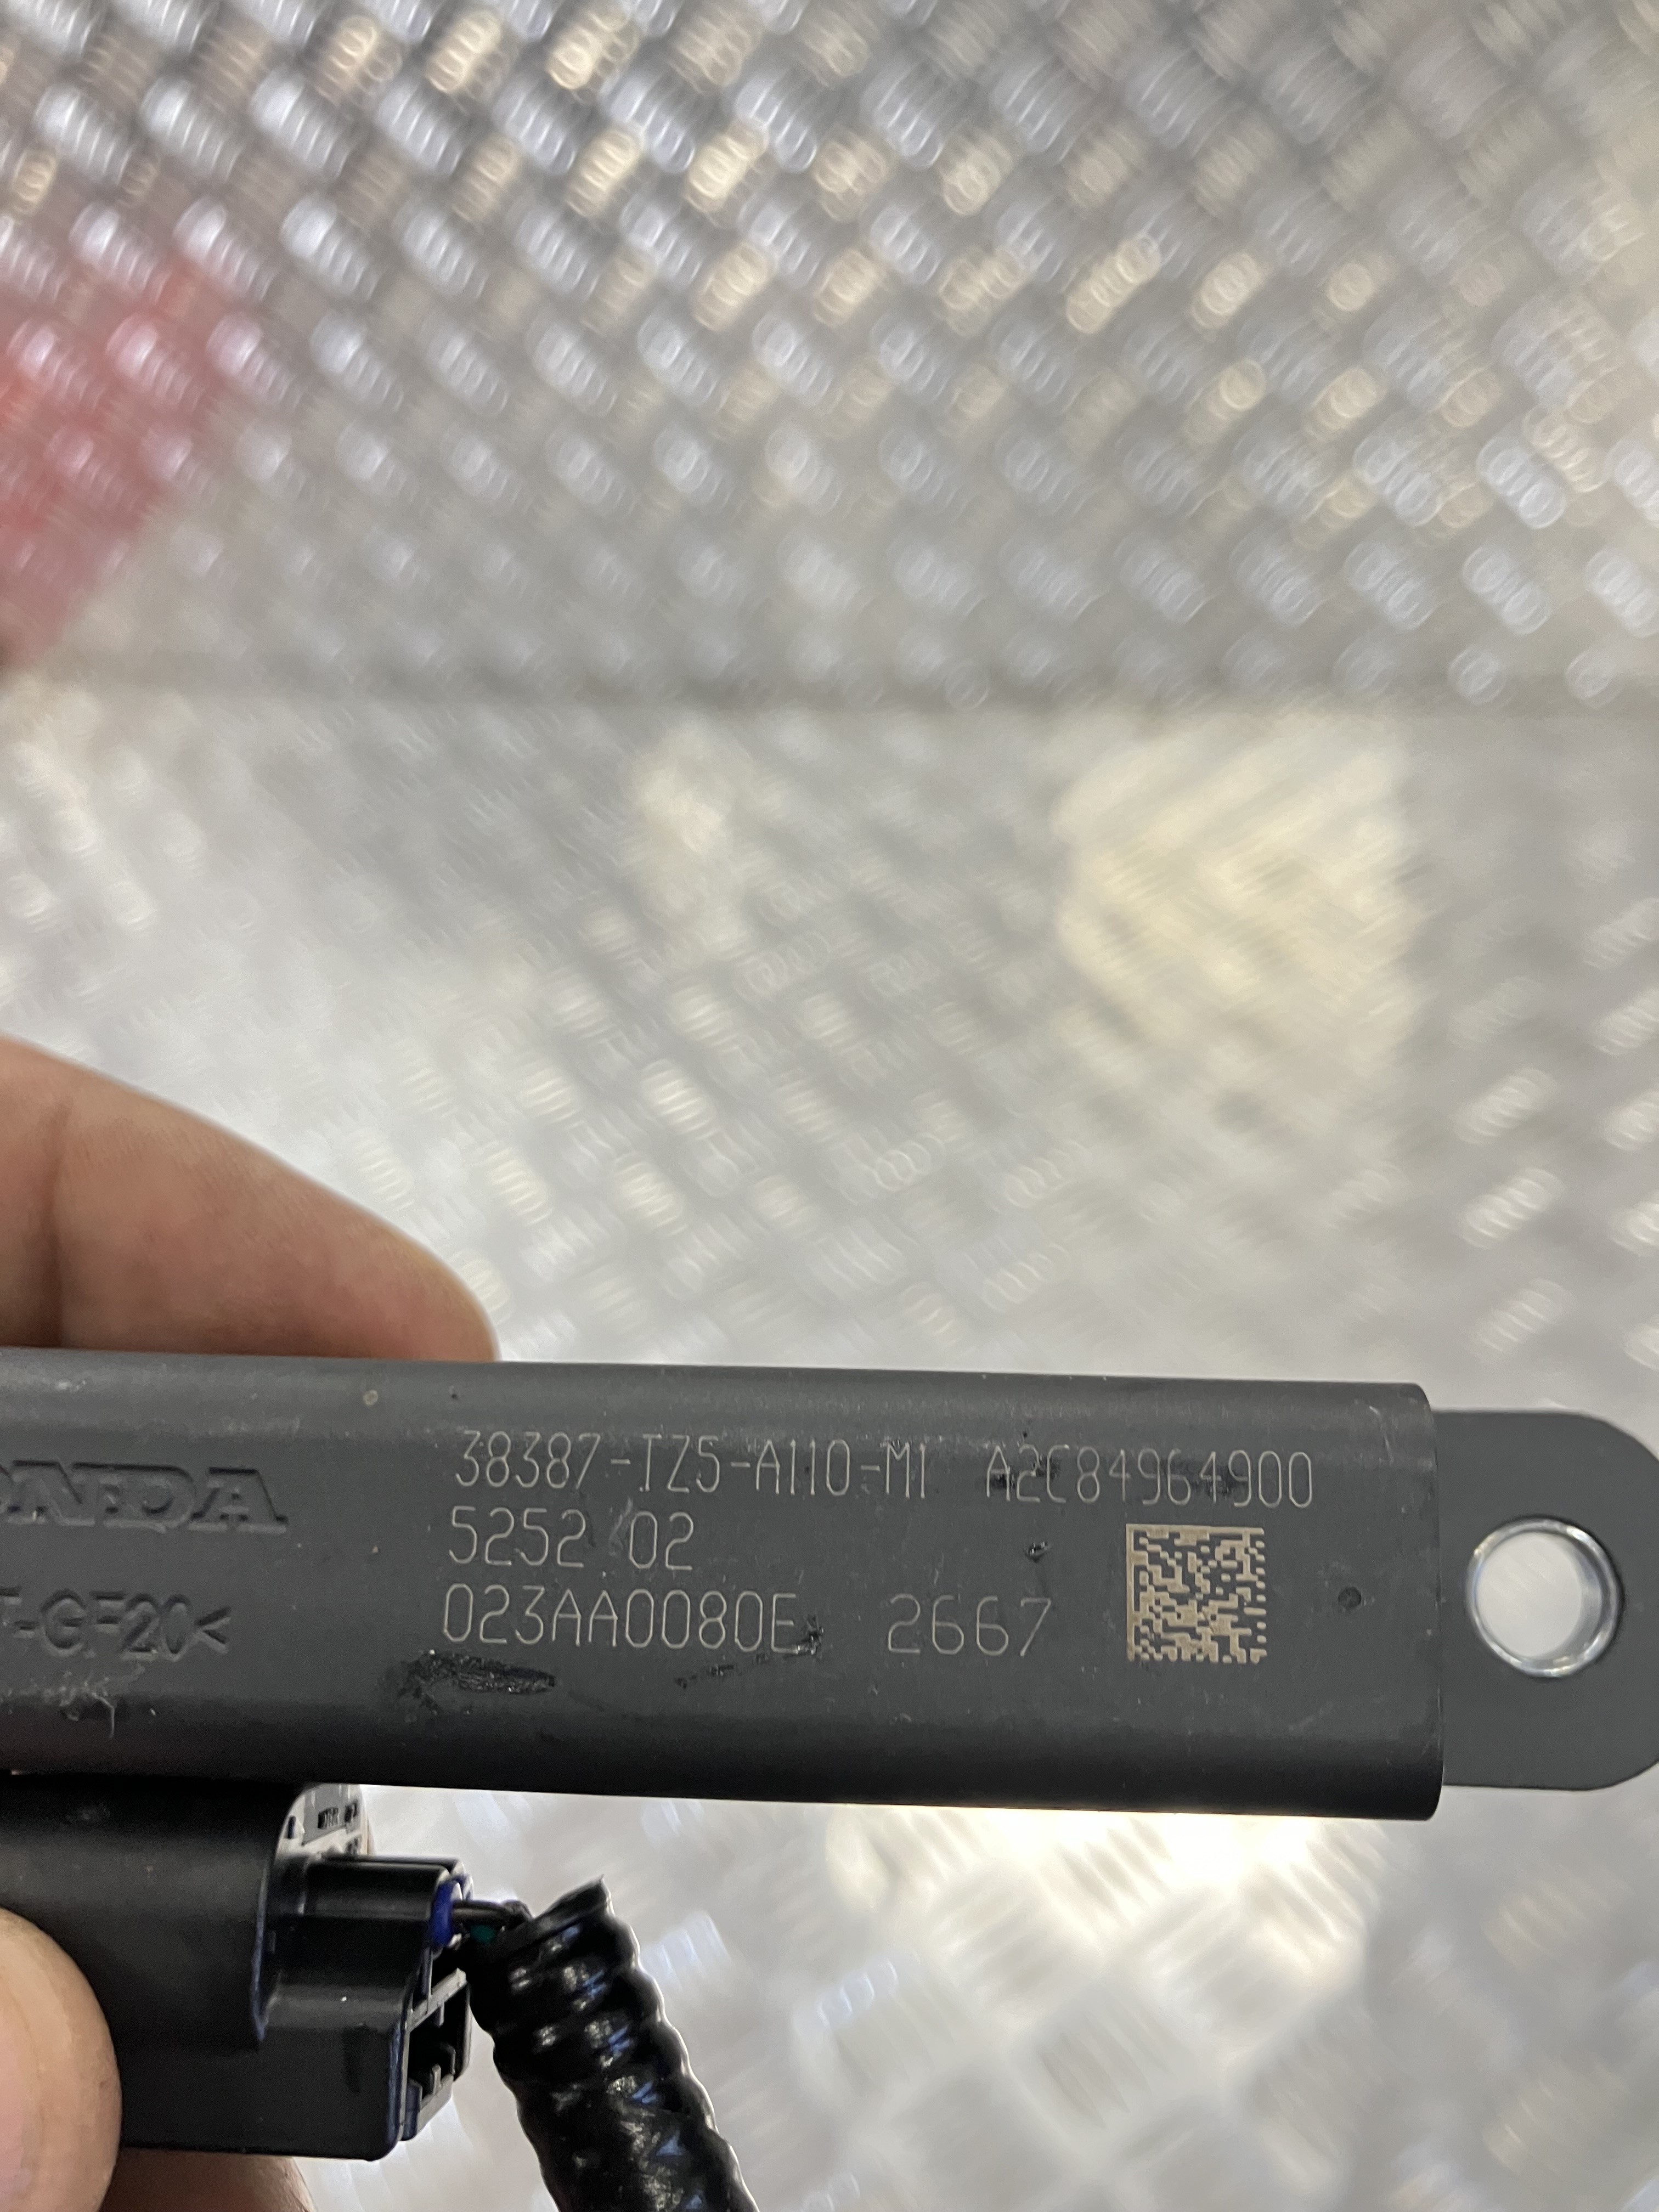 38387-TZ5-A110-M1 A2C84964900
ONDA
5252 02
023AA0080E 2667
T-GF20<